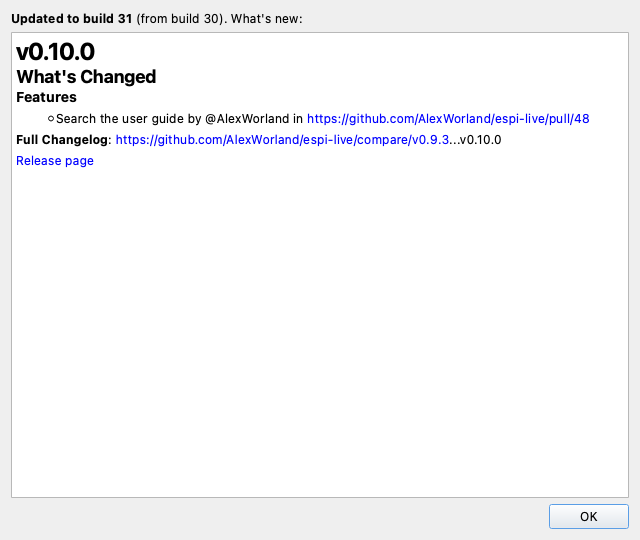 Updated to build 31 (from build 30). What's new:
v0.10.0
What's Changed
Features
Search the user guide by @AlexWorland in https://github.com/AlexWorland/espi-live/pull/48
Full Changelog: https://github.com/AlexWorland/espi-live/compare/v0.9.3...v0.10.0
Release page
OK